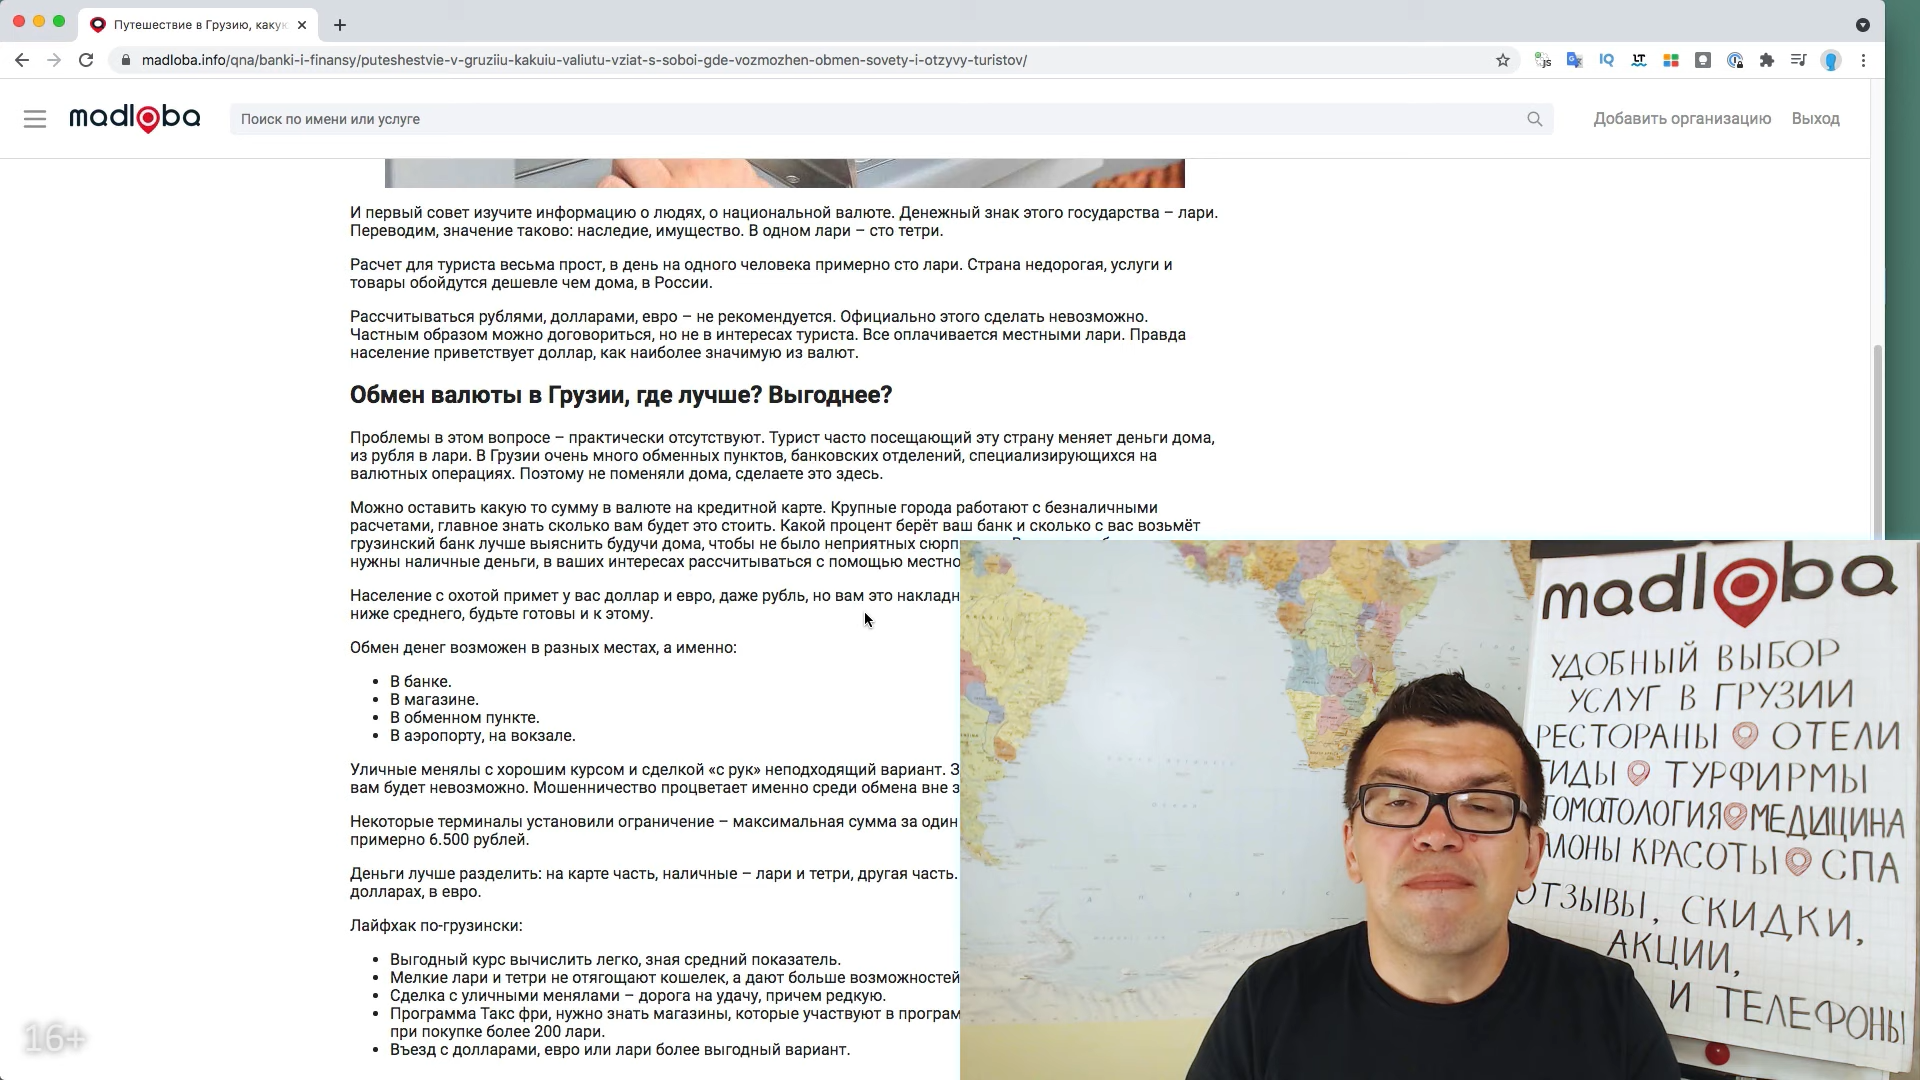 Путешествие в Грузию, какую
madloba.info/qna/banki-i-finansy/puteshestvie-v-gruziiu-kakuiu-valiutu-vziat-s-soboi-gde-vozmozhen-obmen-sovety-i-otzyvy-turistov/
madloba
Поиск по имени или услуге
Добавить организацию
Выход
И первый совет изучите информацию о людях, о национальной валюте. Денежный знак этого государства – лари.
Переводим, значение таково: наследие, имущество. В одном лари – сто тетри.
Расчет для туриста весьма прост, в день на одного человека примерно сто лари. Страна недорогая, услуги и
товары обойдутся дешевле чем дома, в России.
Рассчитываться рублями, долларами, евро – не рекомендуется. Официально этого сделать невозможно.
Частным образом можно договориться, но не в интересах туриста. Все оплачивается местными лари. Правда
население приветствует доллар, как наиболее значимую из валют.
Обмен валюты в Грузии, где лучше? Выгоднее?
Проблемы в этом вопросе – практически отсутствуют. Турист часто посещающий эту страну меняет деньги дома,
из рубля в лари. В Грузии очень много обменных пунктов, банковских отделений, специализирующихся на
валютных операциях. Поэтому не поменяли дома, сделаете это здесь.
Можно оставить какую то сумму в валюте на кредитной карте. Крупные города работают с безналичными
расчетами, главное знать сколько вам будет это стоить. Какой процент берёт ваш банк и сколько с вас возьмёт
грузинский банк лучше выяснить будучи дома, чтобы не было неприятных сюрп
нужны наличные деньги, в ваших интересах рассчитываться с помощью местно
Население с охотой примет у вас доллар и евро, даже рубль, но вам это накладн
ниже среднего, будьте готовы и к этому.
Обмен денег возможен в разных местах, а именно:
• В банке.
• В магазине.
• В обменном пункте.
• В аэропорту, на вокзале.
Уличные менялы с хорошим курсом и сделкой «с рук» неподходящий вариант. З
вам будет невозможно. Мошенничество процветает именно среди обмена вне з
Некоторые терминалы установили ограничение – максимальная сумма за один
примерно 6.500 рублей.
Деньги лучше разделить: на карте часть, наличные – лари и тетри, другая часть.
долларах, в евро.
Лайфхак по-грузински:
• Выгодный курс вычислить легко, зная средний показатель.
• Мелкие лари и тетри не отягощают кошелек, а дают больше возможностей
• Сделка с уличными менялами – дорога на удачу, причем редкую.
• Программа Такс фри, нужно знать магазины, которые участвуют в програм
при покупке более 200 лари.
• Въезд с долларами, евро или лари более выгодный вариант.
16+
madloba
УДОБНЫЙ ВЫБОР
УСЛУГ В ГРУЗИИ
РЕСТОРАНЫ ОТЕЛИ
ГИДЫ ТУРФИРМЫ
ТОМАТОЛОГИЯ МЕДИЦИНА
АЛОНЫ КРАСОТЫ СПА
ОТЗЫВЫ, СКИДКИ,
АКЦИИ,
И ТЕЛЕФОНЫ